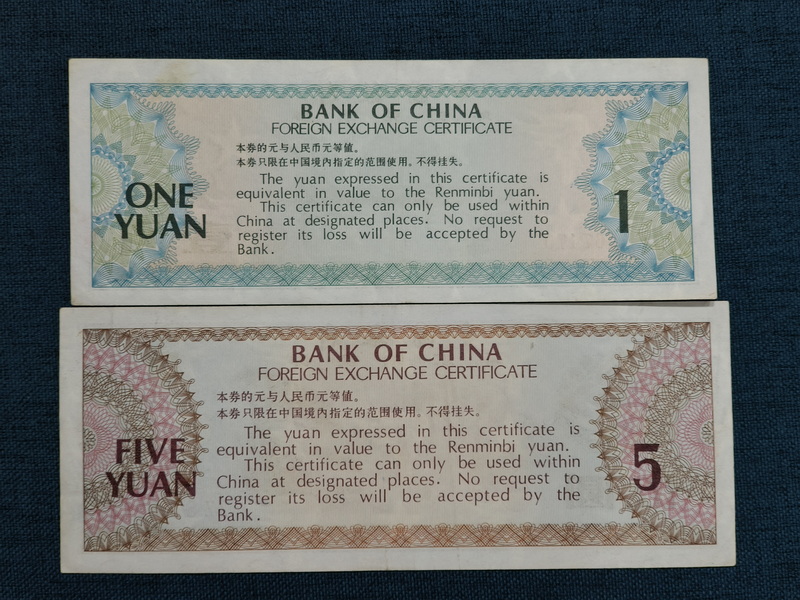 BANK OF CHINA
FOREIGN EXCHANGE CERTIFICATE
本券的元与人民币元等值。
本券只限在中国境内指定的范围使用。不得挂失。
The yuan expressed in this certificate is
equivalent in value to the Renminbi yuan.
This certificate can only be used within
China at designated places. No request to
register its loss will be accepted by the
Bank.
ONE
YUAN
1
BANK OF CHINA
FOREIGN EXCHANGE CERTIFICATE
本券的元与人民币元等值。
本券只限在中国境内指定的范围使用。不得挂失。
The yuan expressed in this certificate is
equivalent in value to the Renminbi yuan.
This certificate can only be used within
China at designated places. No request to
register its loss will be accepted by the
Bank.
FIVE
YUAN
5